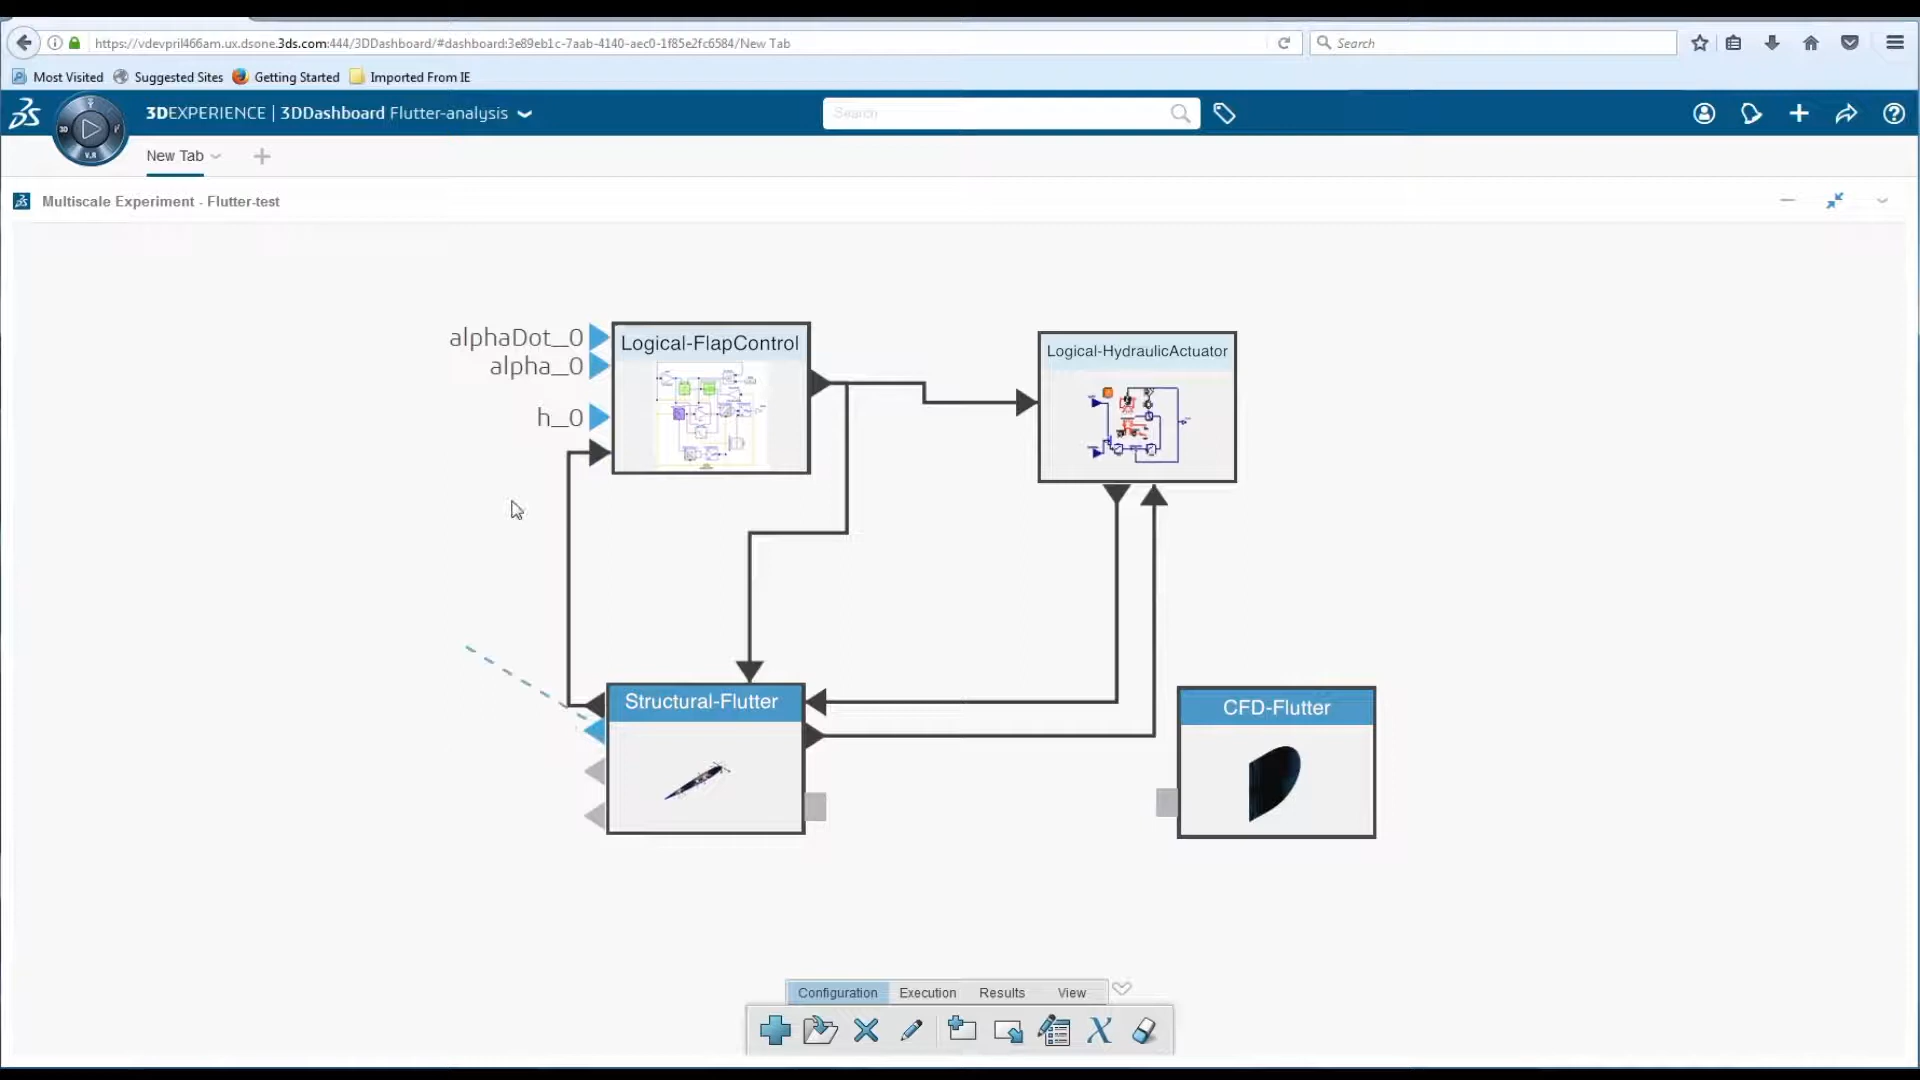 https://vdevpril466am.ux.dsone.3ds.com:444/3DDashboard/#dashboard:3e89eb1c-7aab-4140-aec0-1f85e2fc6584/New Tab
Search
Most Visited
Suggested Sites
Getting Started
Imported From IE
3DEXPERIENCE | 3DDashboard Flutter-analysis
Search
3D
V.R
New Tab
Multiscale Experiment - Flutter-test
alphaDot_0
alpha_0
h_0
Logical-FlapControl
Logical-HydraulicActuator
Structural-Flutter
CFD-Flutter
Configuration
Execution
Results
View